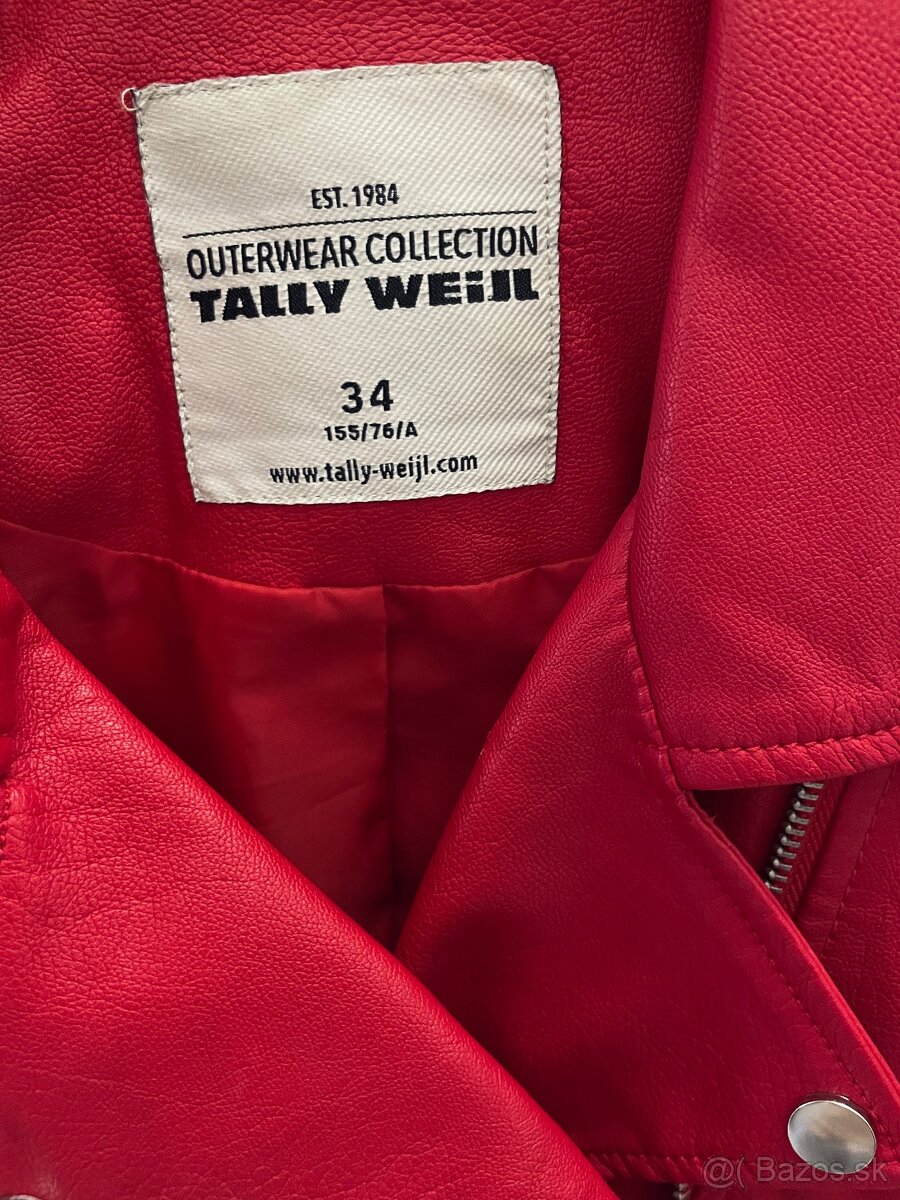 EST. 1984
OUTERWEAR COLLECTION
TALLY WEiJL
34
155/76/A
www.tally-weijl.com
@( Bazos.sk